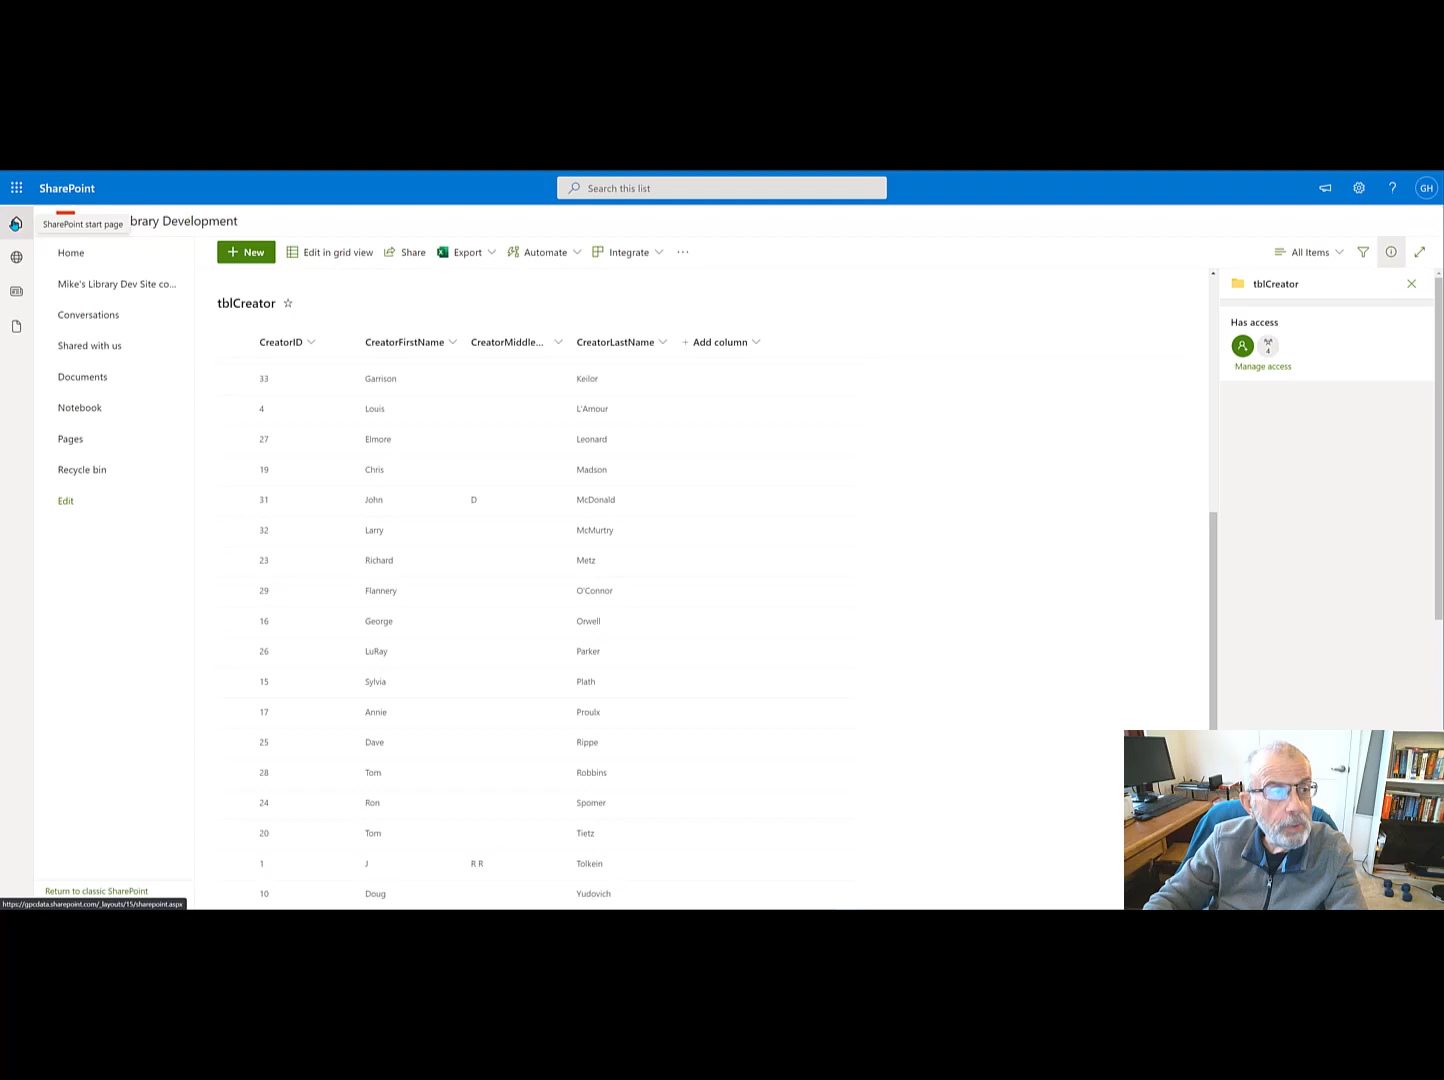 SharePoint
Search this list
?
GH
SharePoint start page
brary Development
Home
Mike's Library Dev Site co...
Conversations
Shared with us
Documents
Notebook
Pages
Recycle bin
Edit
Return to classic SharePoint
https://gpcdata.sharepoint.com/_layouts/15/sharepoint.aspx
+ New
Edit in grid view
Share
Export
Automate
Integrate
...
All Items
tblCreator
CreatorID CreatorFirstName CreatorMiddle... CreatorLastName + Add column
33 Garrison Keilor
4 Louis L'Amour
27 Elmore Leonard
19 Chris Madson
31 John D McDonald
32 Larry McMurtry
23 Richard Metz
29 Flannery O'Connor
16 George Orwell
26 LuRay Parker
15 Sylvia Plath
17 Annie Proulx
25 Dave Rippe
28 Tom Robbins
24 Ron Spomer
20 Tom Tietz
1 J R R Tolkein
10 Doug Yudovich
tblCreator
Has access
4
Manage access